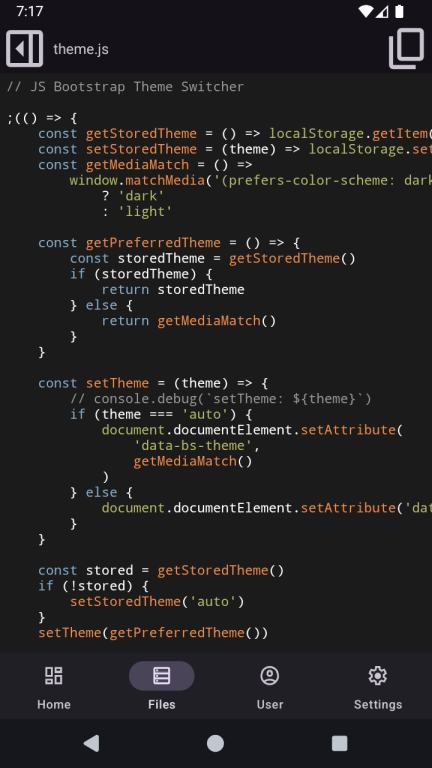 7:17
theme.js
// JS Bootstrap Theme Switcher
;(() => {
    const getStoredTheme = () => localStorage.getItem(
    const setStoredTheme = (theme) => localStorage.set
    const getMediaMatch = () =>
        window.matchMedia('(prefers-color-scheme: dark
            ? 'dark'
            : 'light'
    const getPreferredTheme = () => {
        const storedTheme = getStoredTheme()
        if (storedTheme) {
            return storedTheme
        } else {
            return getMediaMatch()
        }
    }
    const setTheme = (theme) => {
        // console.debug(`setTheme: ${theme}`)
        if (theme === 'auto') {
            document.documentElement.setAttribute(
                'data-bs-theme',
                getMediaMatch()
            )
        } else {
            document.documentElement.setAttribute('dat
        }
    }
    const stored = getStoredTheme()
    if (!stored) {
        setStoredTheme('auto')
    }
    setTheme(getPreferredTheme())
Home Files User Settings